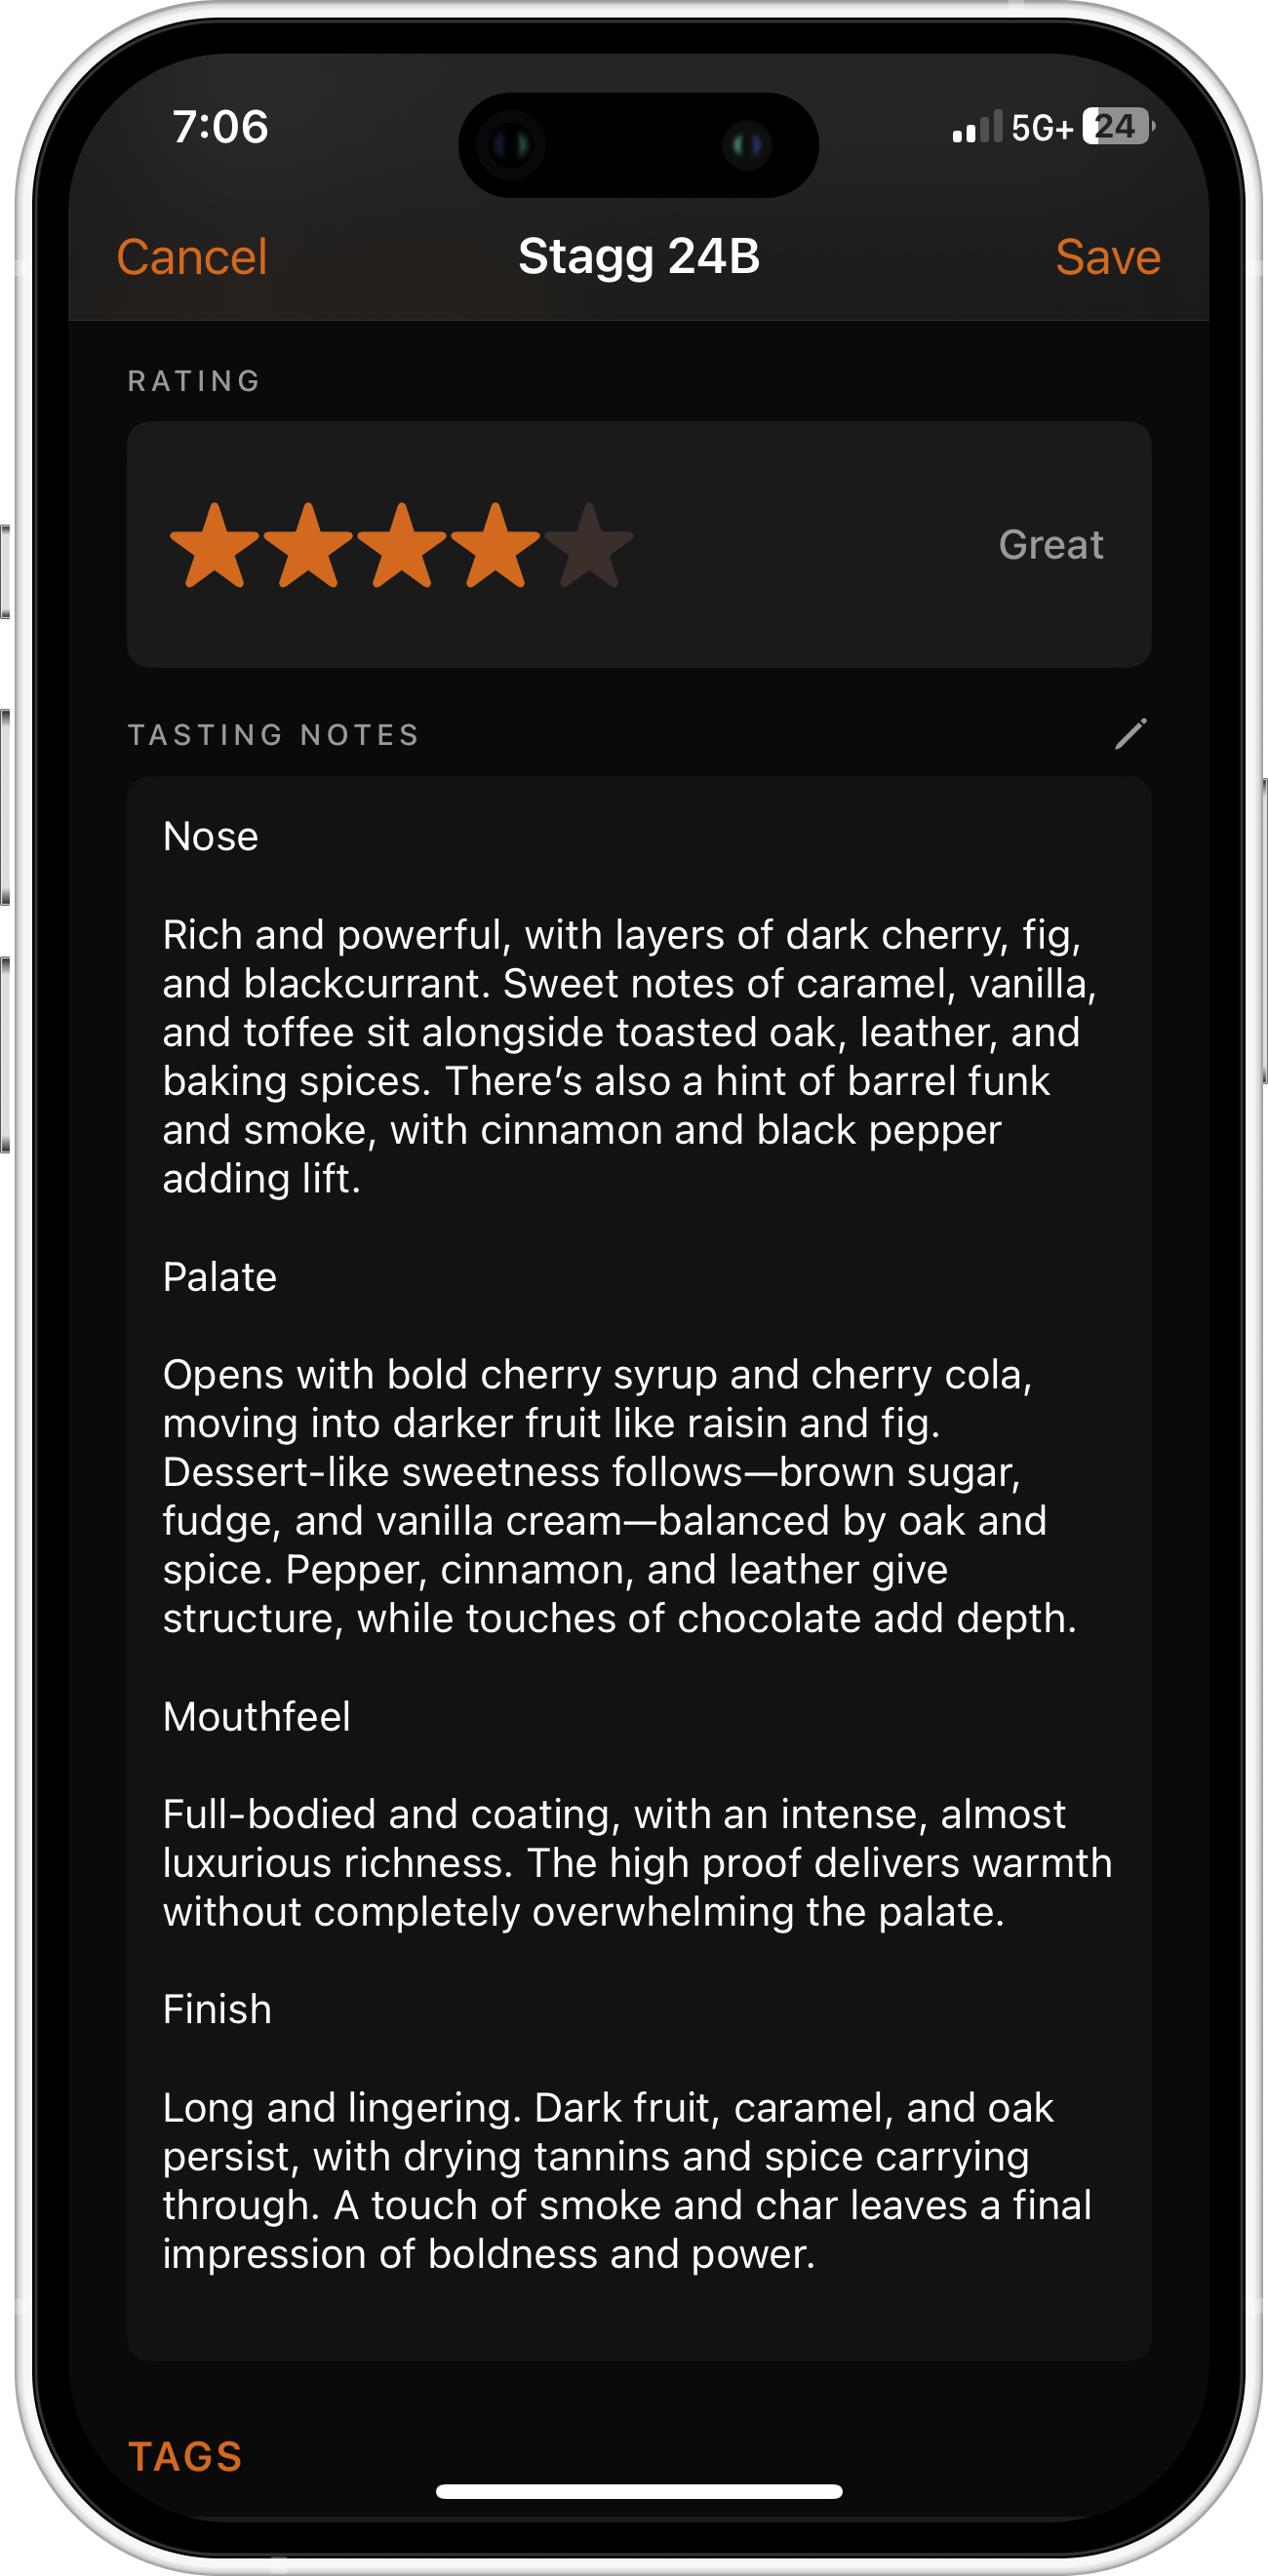 7:06
5G+ 24
Cancel Stagg 24B Save
RATING
Great
TASTING NOTES
Nose
Rich and powerful, with layers of dark cherry, fig,
and blackcurrant. Sweet notes of caramel, vanilla,
and toffee sit alongside toasted oak, leather, and
baking spices. There’s also a hint of barrel funk
and smoke, with cinnamon and black pepper
adding lift.
Palate
Opens with bold cherry syrup and cherry cola,
moving into darker fruit like raisin and fig.
Dessert-like sweetness follows—brown sugar,
fudge, and vanilla cream—balanced by oak and
spice. Pepper, cinnamon, and leather give
structure, while touches of chocolate add depth.
Mouthfeel
Full-bodied and coating, with an intense, almost
luxurious richness. The high proof delivers warmth
without completely overwhelming the palate.
Finish
Long and lingering. Dark fruit, caramel, and oak
persist, with drying tannins and spice carrying
through. A touch of smoke and char leaves a final
impression of boldness and power.
TAGS